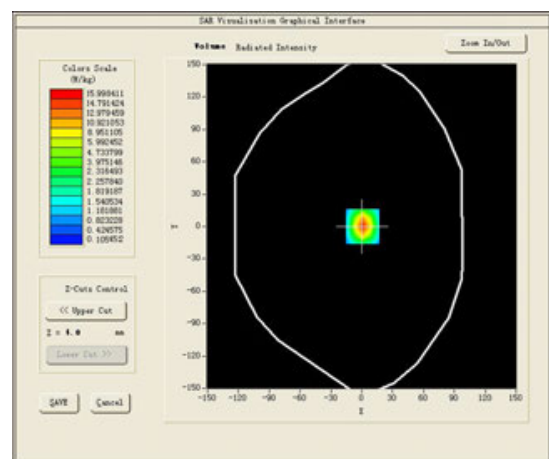 SAR Visualisation Graphical Interface
Volume Radiated Intensity
Zoom In/Out
Colors Scale
(W/kg)
15.998411
14.791424
12.979459
10.921053
8.951105
5.992452
4.733799
3.975146
2.316493
2.257840
1.819187
1.540534
1.181881
0.823228
0.424575
0.105452
Z-Cuts Control
<< Upper Cut
Z = 4.0 mm
Lower Cut >>
SAVE
Cancel
150
120
90
60
30
0
-30
-60
-90
-120
-150
Y
-150 -120 -90 -60 -30 0 30 60 90 120 150
X